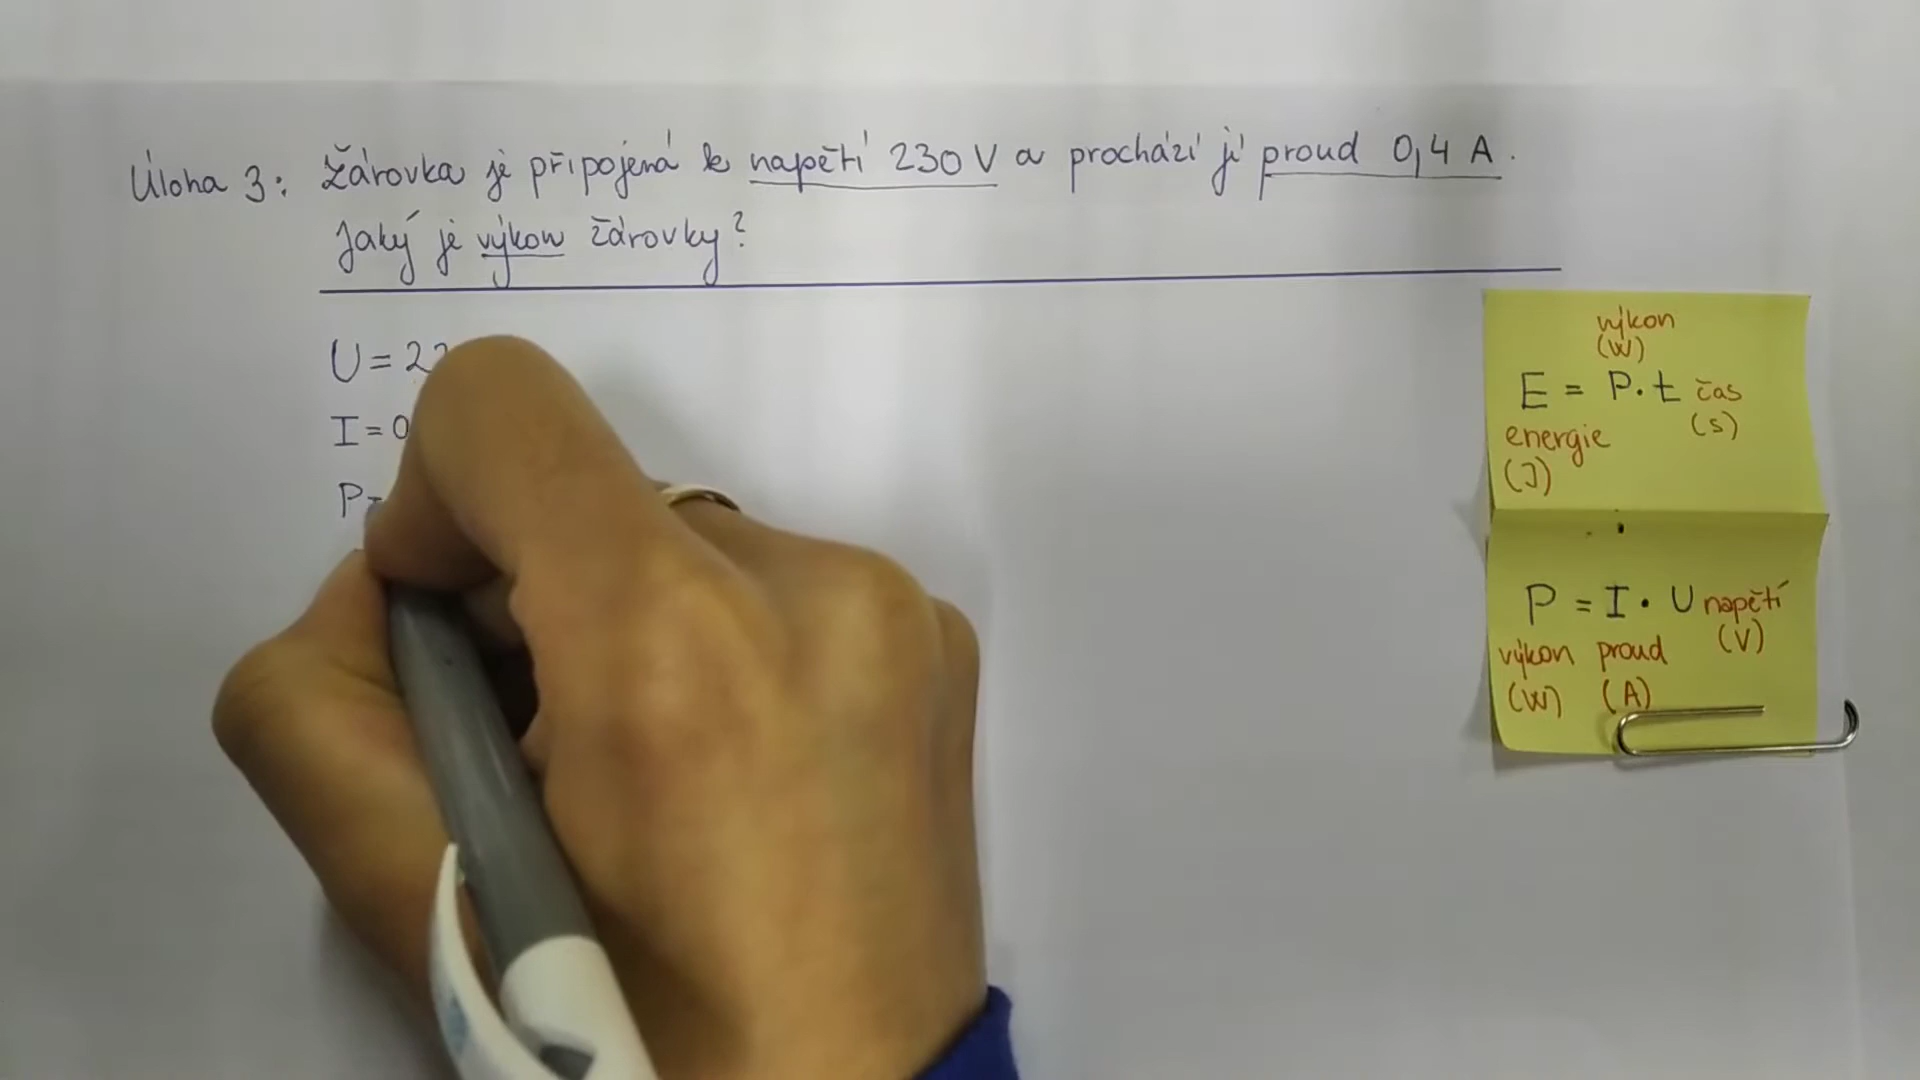 Úloha 3: Žárovka je připojená k napětí 230 V a prochází jí proud 0,4 A.
Jaký je výkon žárovky?
U = 2
I = 0
P =
výkon
(W)
E = P · t čas
energie (s)
(J)
P = I · U napětí
výkon proud (V)
(W) (A)